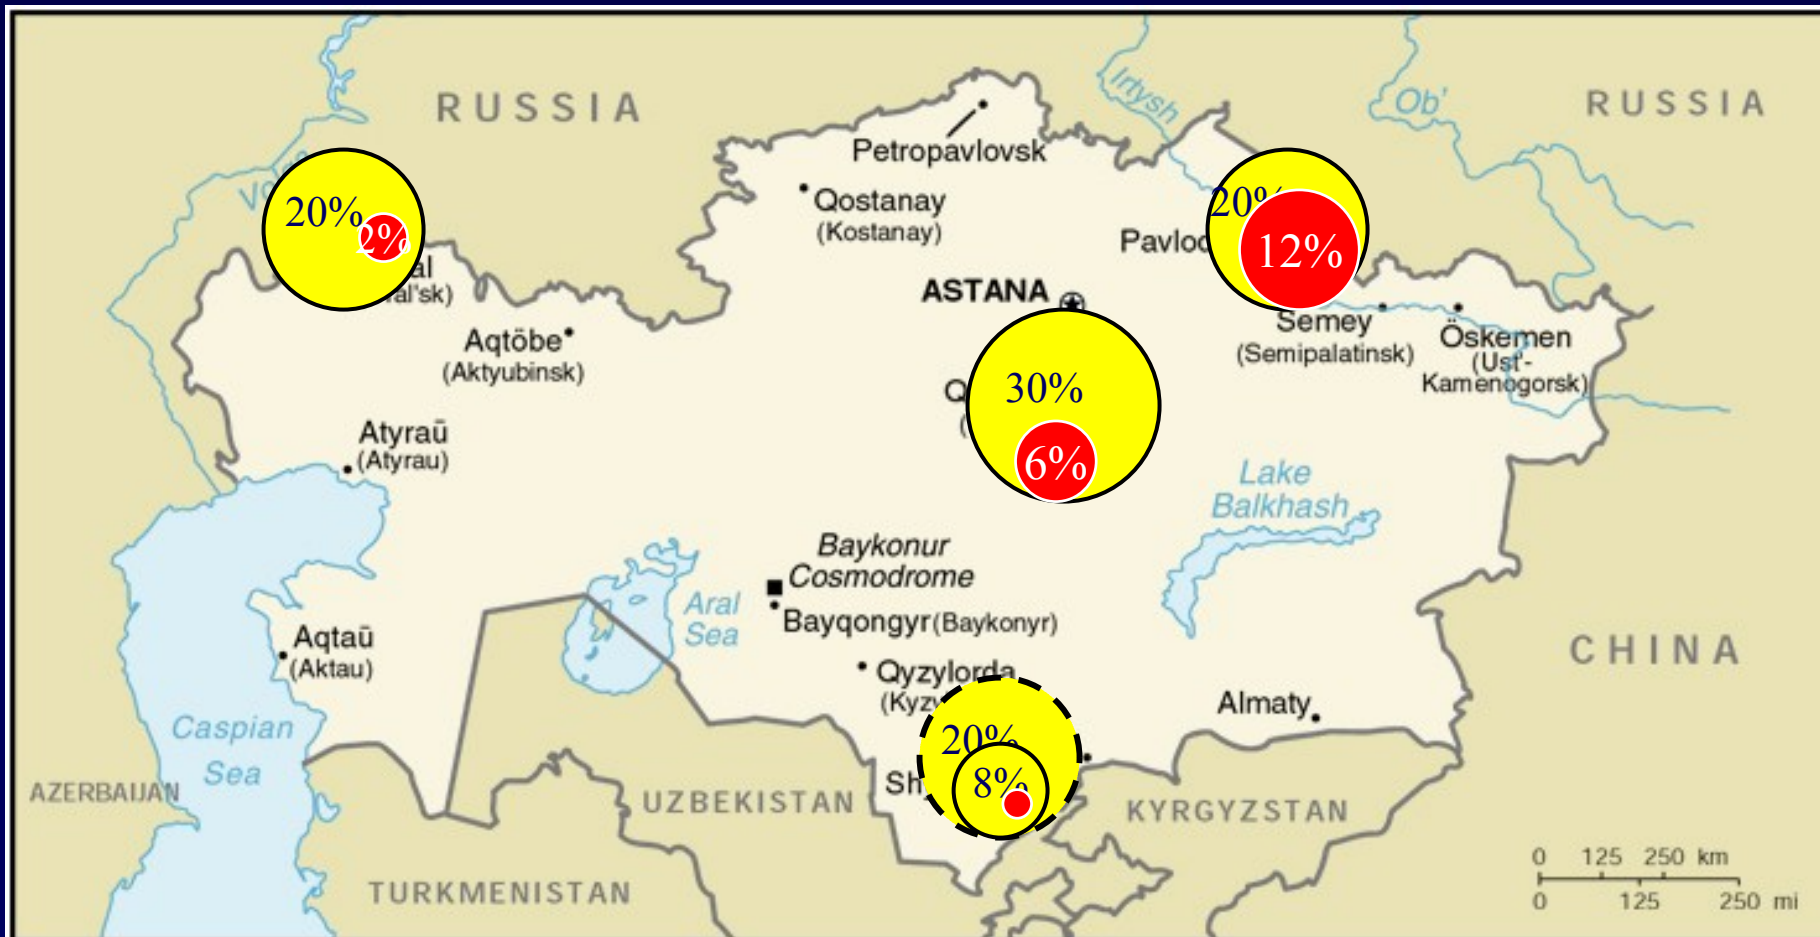 RUSSIA
Irtysh
Ob'
RUSSIA
Petropavlovsk
Qostanay
(Kostanay)
20%
2%
20%
12%
ASTANA
Semey
(Semipalatinsk)
Öskemen
(Ust'-
Kamenogorsk)
Aqtöbe
(Aktyubinsk)
30%
6%
Atyraū
(Atyrau)
Lake
Balkhash
Baykonur
Cosmodrome
Aral
Sea
Bayqongyr (Baykonyr)
Aqtaū
(Aktau)
CHINA
Qyzylorda
Almaty
Caspian
Sea
20%
8%
AZERBAIJAN
UZBEKISTAN
KYRGYZSTAN
TURKMENISTAN
0 125 250 km
0 125 250 mi